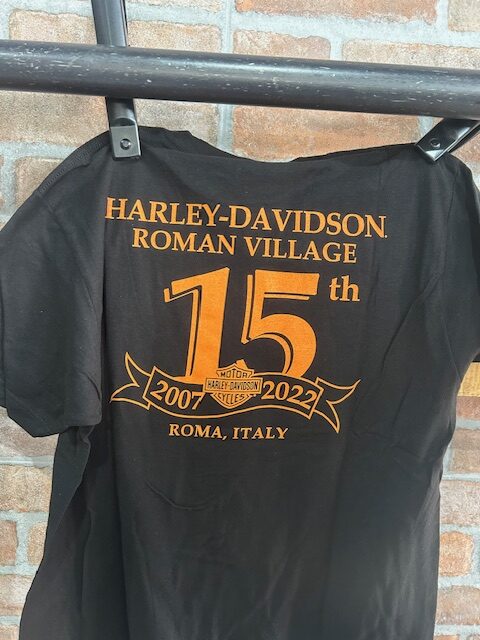 HARLEY-DAVIDSON.
ROMAN VILLAGE
15th
MOTOR
2007 HARLEY-DAVIDSON 2022
CYCLES
ROMA, ITALY